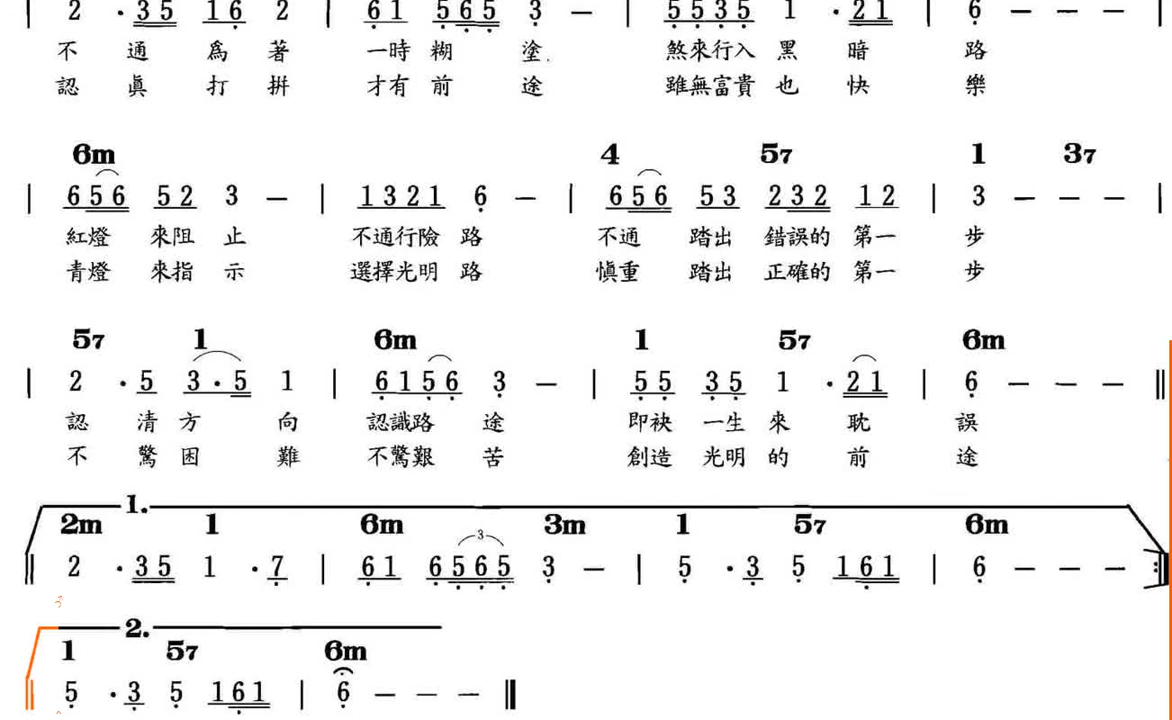 | 2 · 35 16 2 | 61 565 3 — | 5535 1 · 21 | 6 — — — |
不 通 為 著 一時 糊 塗. 煞來行入 黑 暗 路
認 真 打 拚 才有 前 途 雖無富貴 也 快 樂
6m 4 57 1 37
| 656 52 3 — | 1321 6 — | 656 53 232 12 | 3 — — — |
紅燈 來阻 止 不通行險 路 不通 踏出 錯誤的 第一 步
青燈 來指 示 選擇光明 路 慎重 踏出 正確的 第一 步
57 1 6m 1 57 6m
| 2 · 5 3·5 1 | 6156 3 — | 55 35 1 · 21 | 6 — — — ‖
認 清 方 向 認識路 途 即袂 一生 來 耽 誤
不 驚 困 難 不驚艱 苦 創造 光明 的 前 途
1.
2m 1 6m 3m 1 57 6m
3
‖ 2 · 35 1 · 7 | 61 6565 3 — | 5 · 3 5 161 | 6 — — — :‖
2.
1 57 6m
‖ 5 · 3 5 161 | 6 — — — ‖